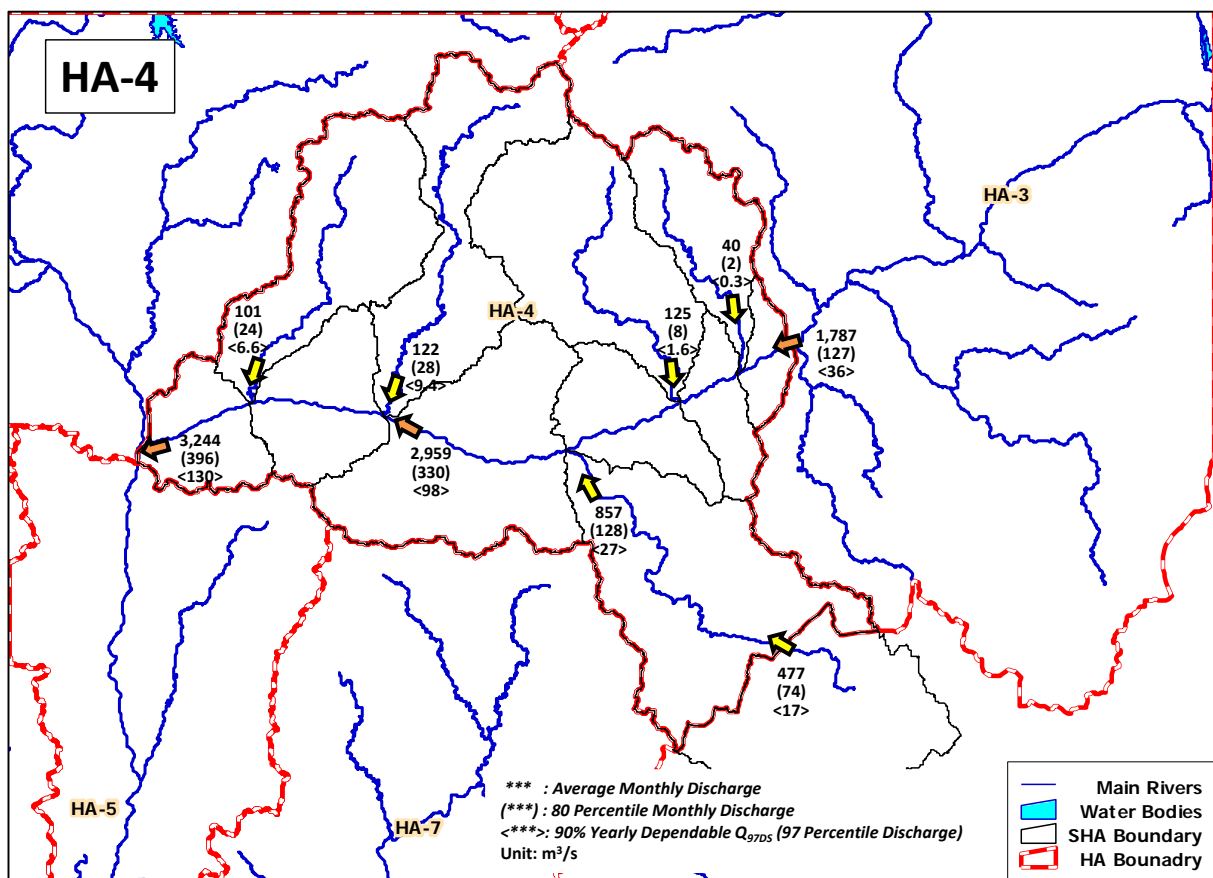 HA-4
HA-3
40
(2)
<0.3>
101
(24)
<6.6>
HA-4
125
(8)
<1.6>
1,787
(127)
<36>
122
(28)
<9.4>
3,244
(396)
<130>
2,959
(330)
<98>
857
(128)
<27>
477
(74)
<17>
HA-5
HA-7
*** : Average Monthly Discharge
(***) : 80 Percentile Monthly Discharge
<***>: 90% Yearly Dependable Q97DS (97 Percentile Discharge)
Unit: m³/s
Main Rivers
Water Bodies
SHA Boundary
HA Bounadry